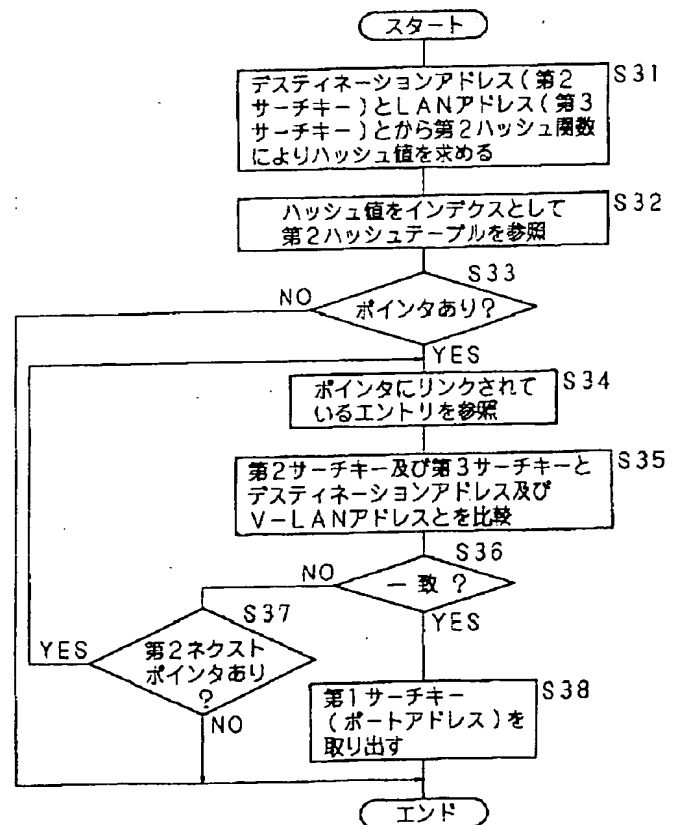 スタート
S31
デスティネーションアドレス(第2
サーチキー)とLANアドレス(第3
サーチキー)とから第2ハッシュ関数
によりハッシュ値を求める
S32
ハッシュ値をインデクスとして
第2ハッシュテーブルを参照
S33
NO
ポインタあり?
YES
S34
ポインタにリンクされて
いるエントリを参照
S35
第2サーチキー及び第3サーチキーと
デスティネーションアドレス及び
V-LANアドレスとを比較
S36
NO
一致?
YES
S37
YES
第2ネクスト
ポインタあり
?
NO
S38
第1サーチキー
(ポートアドレス)を
取り出す
エンド